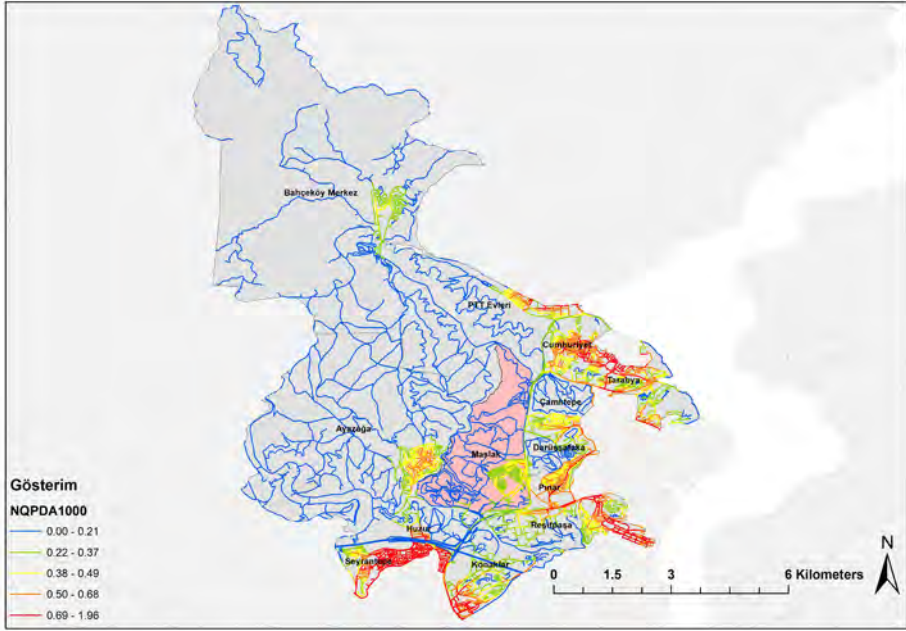 Bahçeköy Merkez
PTT Evleri
Cumhuriyet
Tarabya
Çamlıtepe
Ayazağa
Maslak
Darüşşafaka
Pınar
Huzur
Reşitpaşa
Seyrantepe
Konaklar
Gösterim
NQPDA1000
0.00 - 0.21
0.22 - 0.37
0.38 - 0.49
0.50 - 0.68
0.69 - 1.96
N
0 1.5 3 6 Kilometers